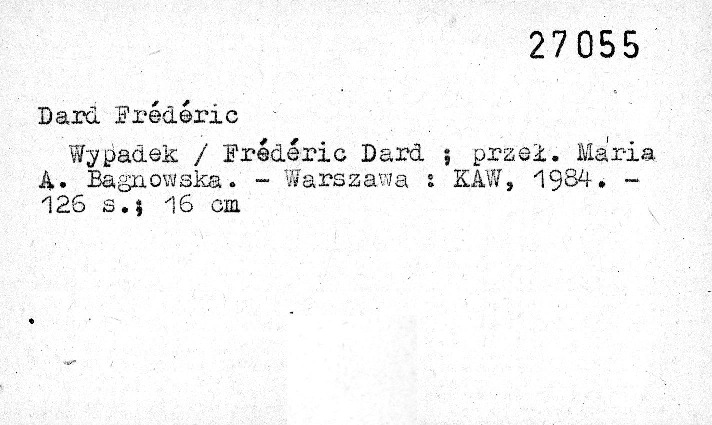 27055
Dard Frédéric
Wypadek / Frédéric Dard ; przeł. Maria
A. Bagnowska. - Warszawa : KAW, 1984. -
126 s.; 16 cm